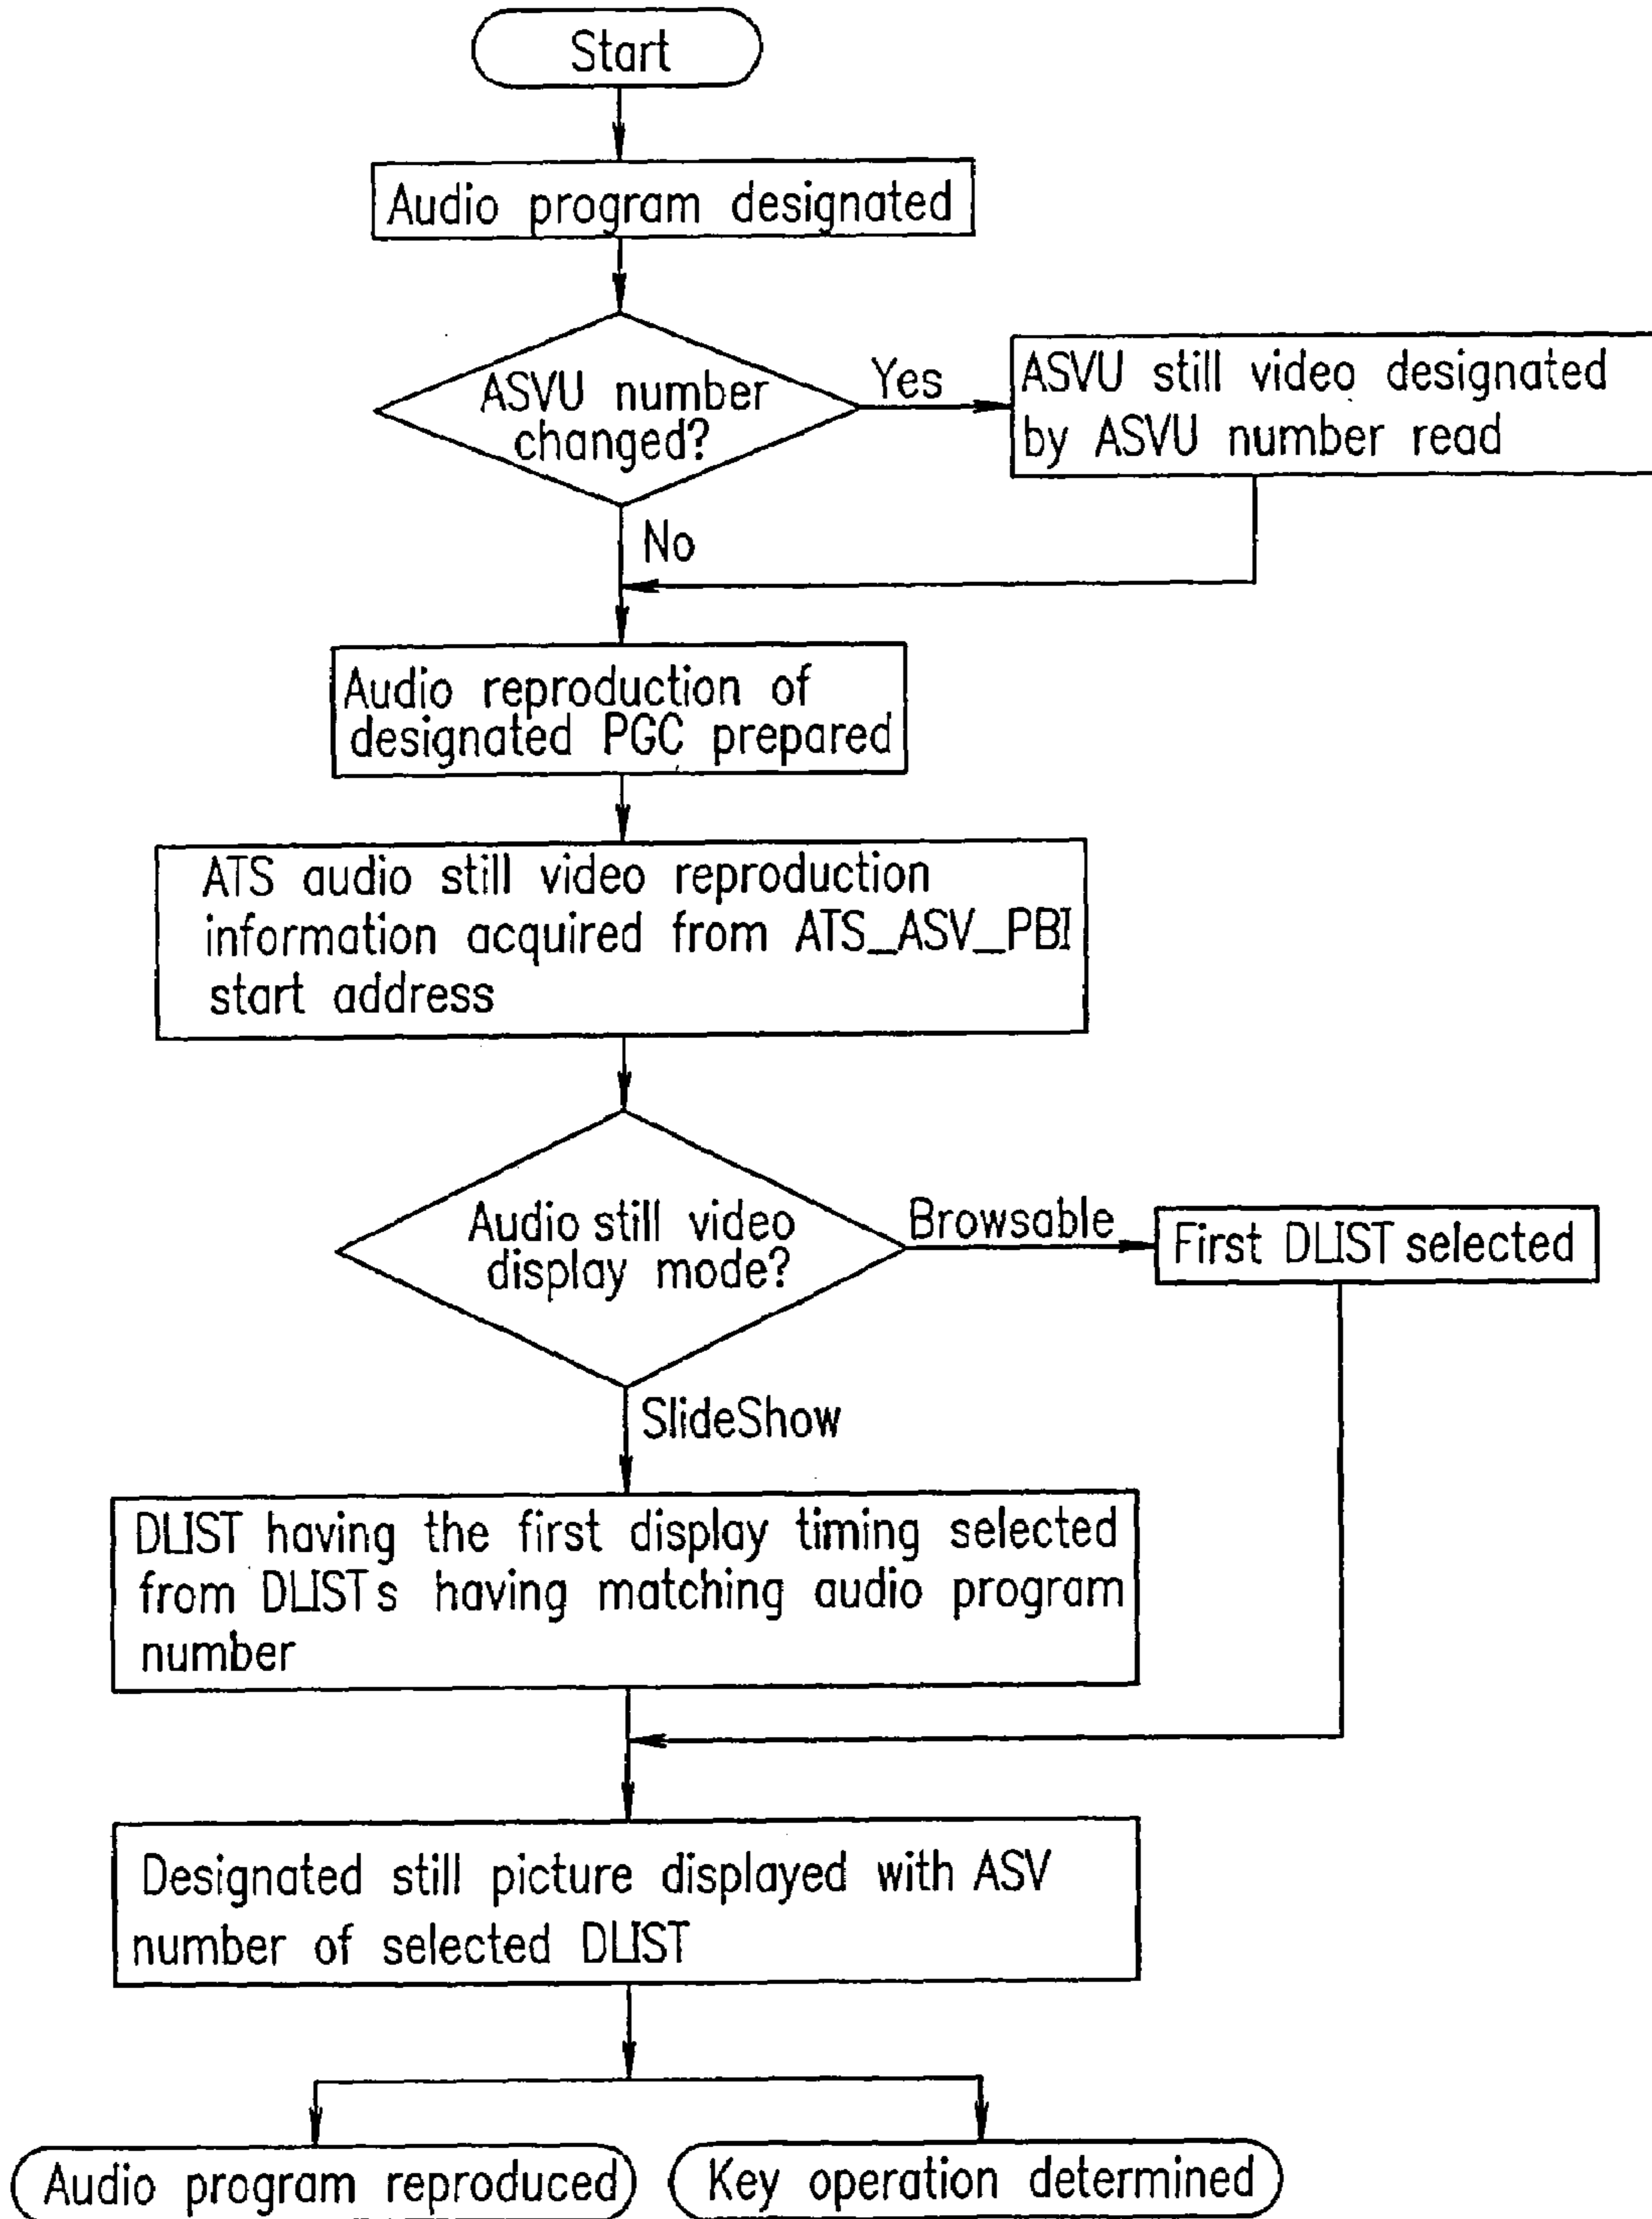 Start
Audio program designated
ASVU number
changed?
Yes
ASVU still video designated
by ASVU number read
No
Audio reproduction of
designated PGC prepared
ATS audio still video reproduction
information acquired from ATS_ASV_PBI
start address
Audio still video
display mode?
Browsable
First DLIST selected
SlideShow
DLIST having the first display timing selected
from DLISTs having matching audio program
number
Designated still picture displayed with ASV
number of selected DLIST
Audio program reproduced
Key operation determined